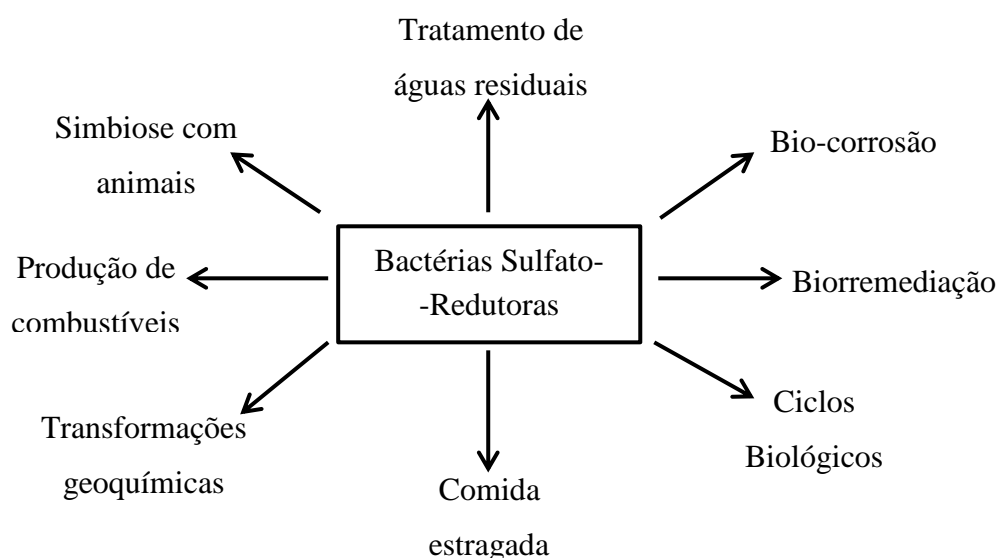 Tratamento de
águas residuais
Simbiose com
animais
Bio-corrosão
Produção de
combustíveis
Bactérias Sulfato-
-Redutoras
Biorremediação
Transformações
geoquímicas
Comida
estragada
Ciclos
Biológicos